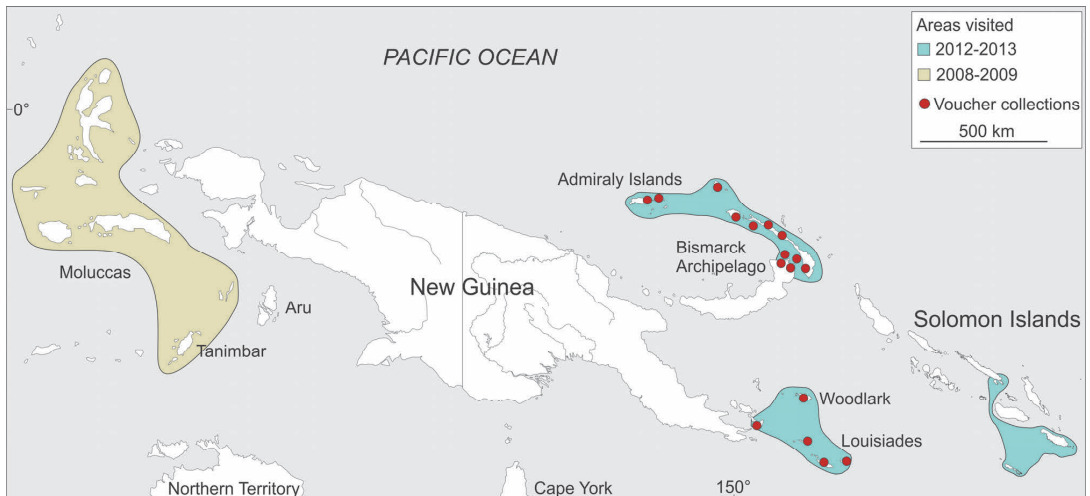 PACIFIC OCEAN
Areas visited
2012-2013
2008-2009
Voucher collections
500 km
0°
Admiraly Islands
Bismarck
Archipelago
Moluccas
New Guinea
Aru
Solomon Islands
Tanimbar
Woodlark
Louisiades
Northern Territory
Cape York
150°